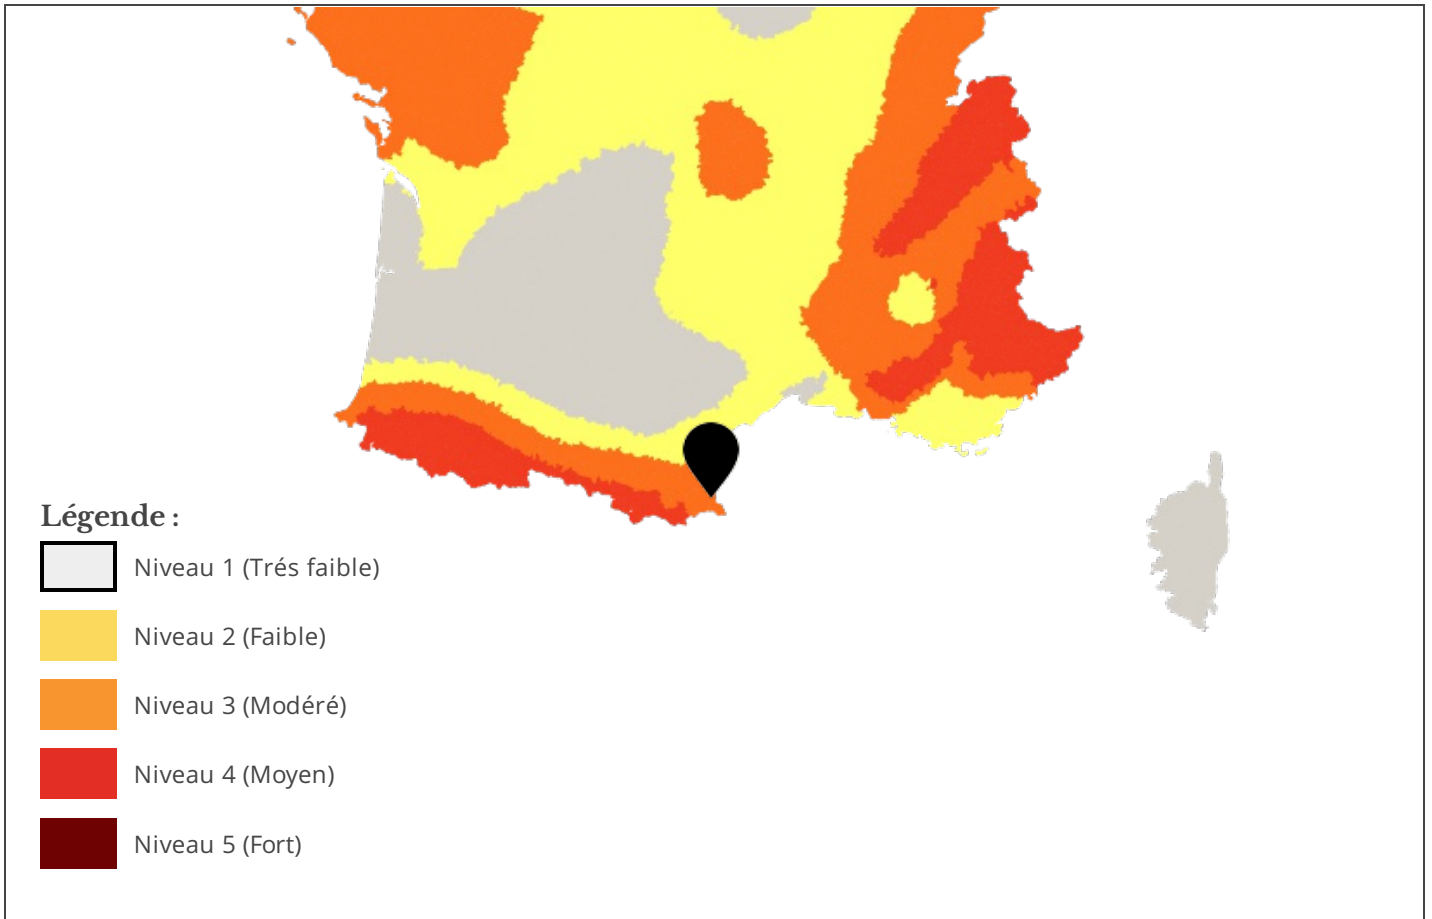 Légende :
Niveau 1 (Trés faible)
Niveau 2 (Faible)
Niveau 3 (Modéré)
Niveau 4 (Moyen)
Niveau 5 (Fort)